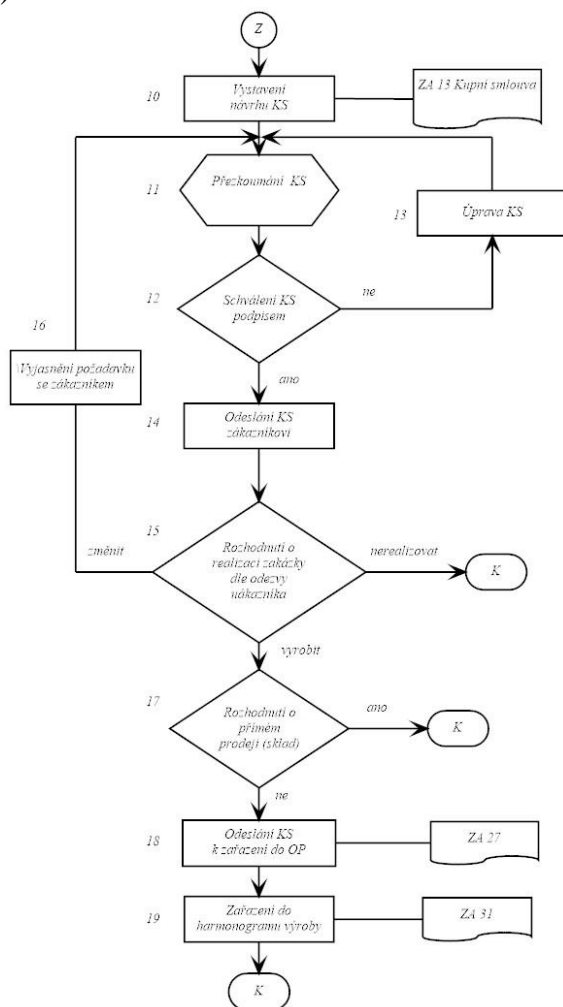 )
Z
10
Vystavení
návrhu KS
ZA 13 Kupní smlouva
11
Přezkoumání KS
13
Úprava KS
12
Schválení KS
podpisem
ne
16
Vyjasnění požadavku
se zákazníkem
ano
14
Odeslání KS
zákazníkovi
15
změnit
Rozhodnutí o
realizaci zakázky
dle odezvy
nákazníka
nerealizovat
K
vyrobit
17
Rozhodnutí o
přímém
prodeji (sklad)
ano
K
ne
18
Odeslání KS
k zařazení do OP
ZA 27
19
Zařazení do
harmonogramu výroby
ZA 31
K